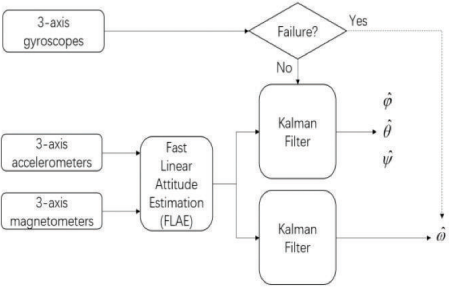 3-axis
gyroscopes
Failure?
Yes
No
Kalman
Filter
φ̂
θ̂
ψ̂
3-axis
accelerometers
Fast
Linear
Attitude
Estimation
(FLAE)
3-axis
magnetometers
Kalman
Filter
ω̂